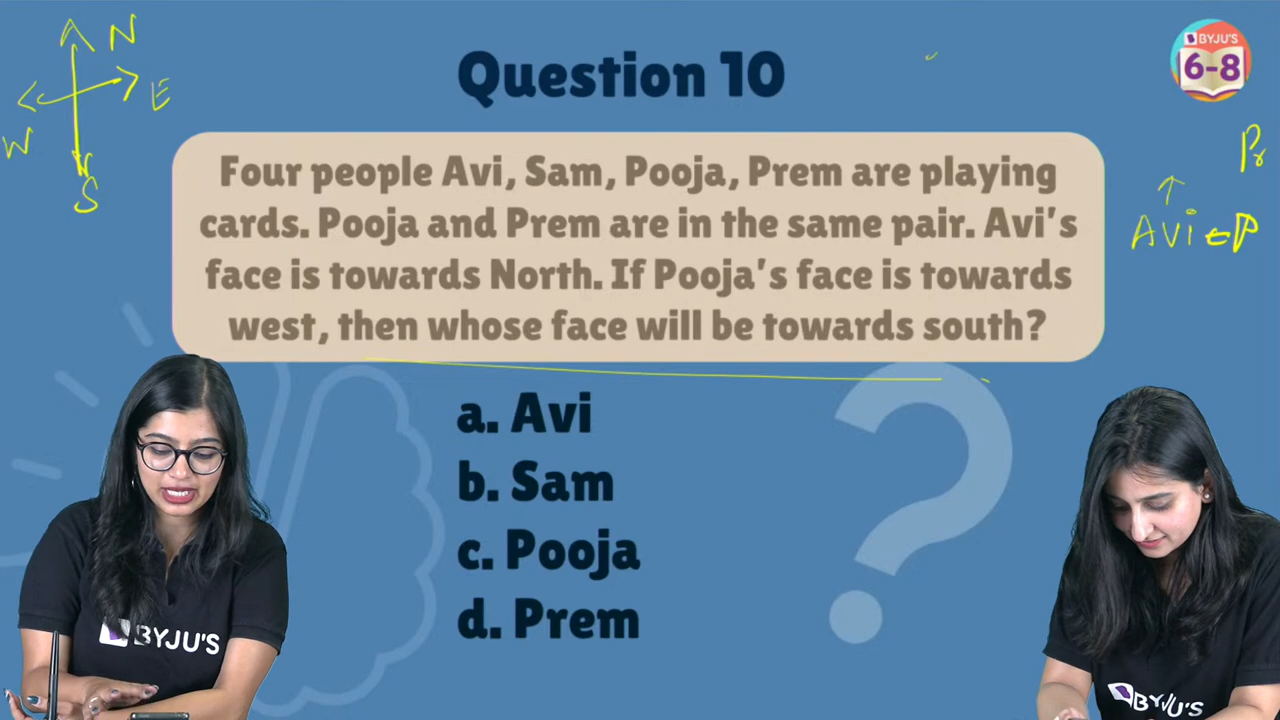 N
E
W
S
Question 10
BYJU'S
6-8
Four people Avi, Sam, Pooja, Prem are playing
cards. Pooja and Prem are in the same pair. Avi's
face is towards North. If Pooja's face is towards
west, then whose face will be towards south?
Pr
Avi P
a. Avi
b. Sam
c. Pooja
d. Prem
BYJU'S
BYJU'S